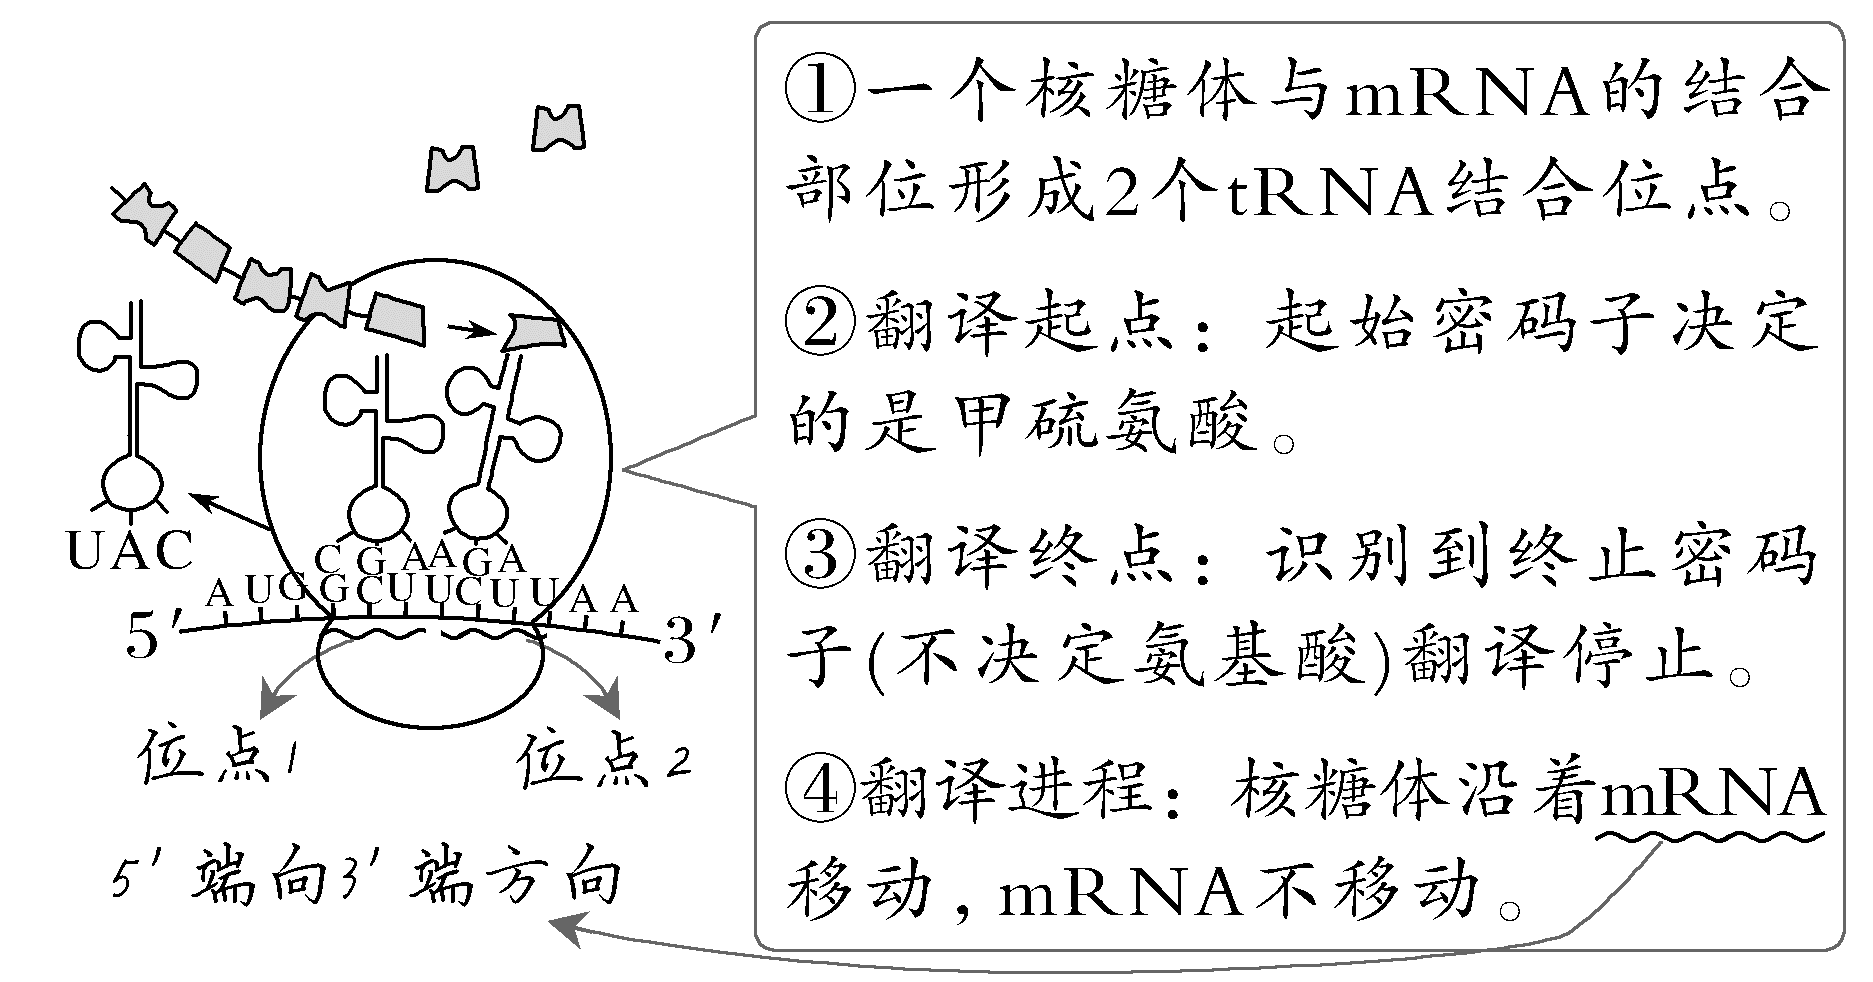 ①一个核糖体与mRNA的结合
部位形成2个tRNA结合位点。
②翻译起点：起始密码子决定
的是甲硫氨酸。
③翻译终点：识别到终止密码
子(不决定氨基酸)翻译停止。
④翻译进程：核糖体沿着mRNA
移动,mRNA不移动。
UAC
CGAAGA
AUGGCUUCUUAA
5′ 3′
位点1 位点2
5′端向3′端方向